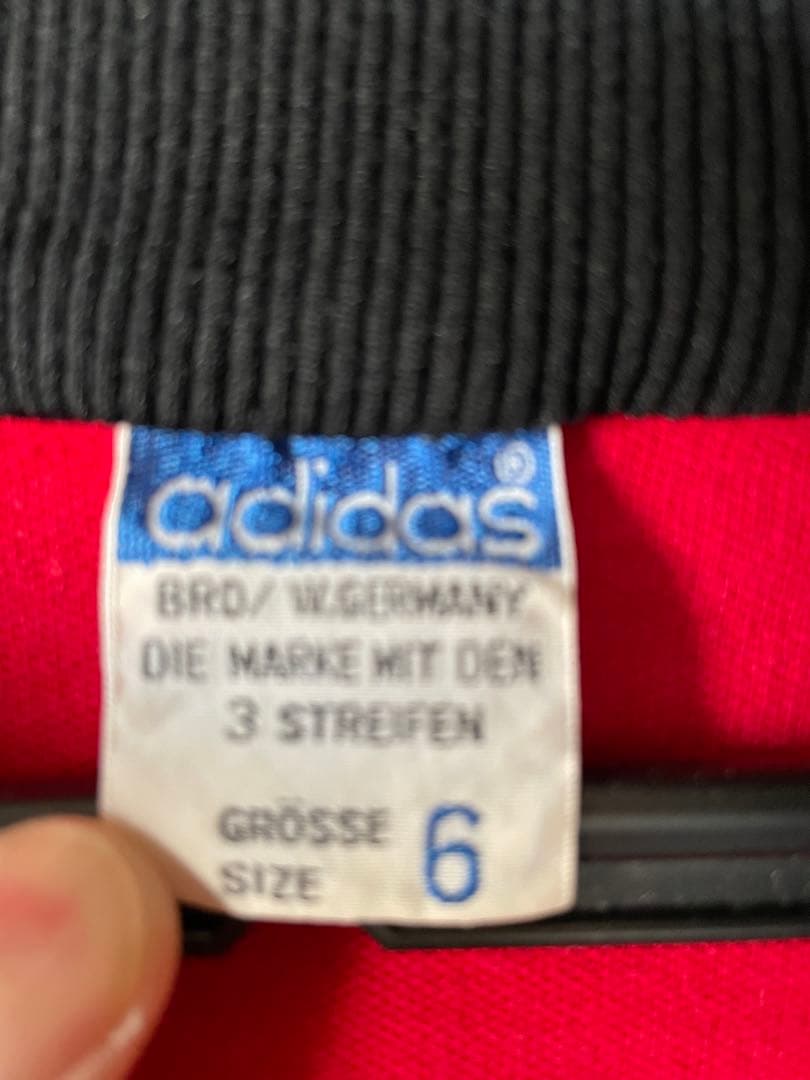 adidas ®
BRD/ W.GERMANY
DIE MARKE MIT DEN
3 STREIFEN
GRÖSSE
SIZE
6